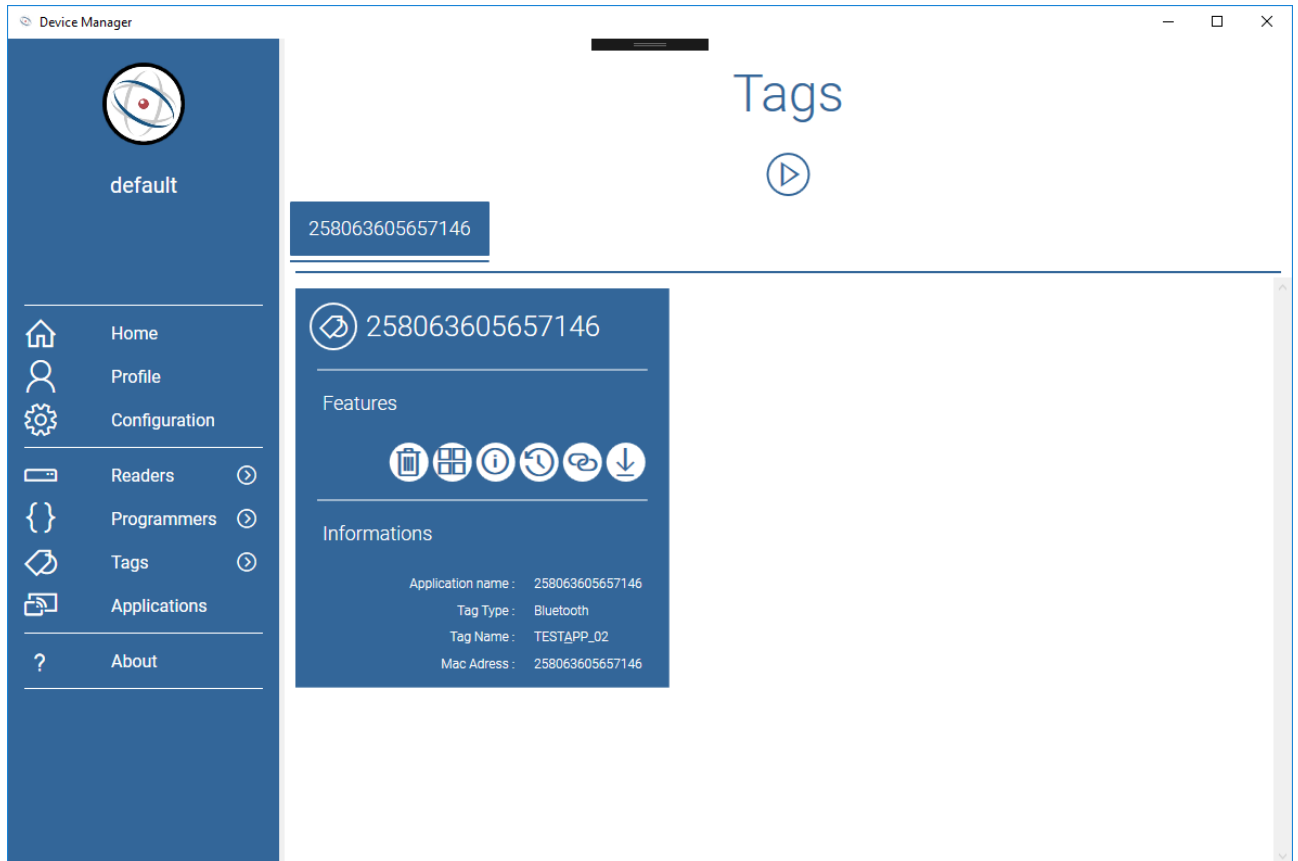 Device Manager
default
Home
Profile
Configuration
Readers
Programmers
Tags
Applications
? About
Tags
258063605657146
258063605657146
Features
Informations
Application name : 258063605657146
Tag Type : Bluetooth
Tag Name : TESTAPP_02
Mac Adress : 258063605657146